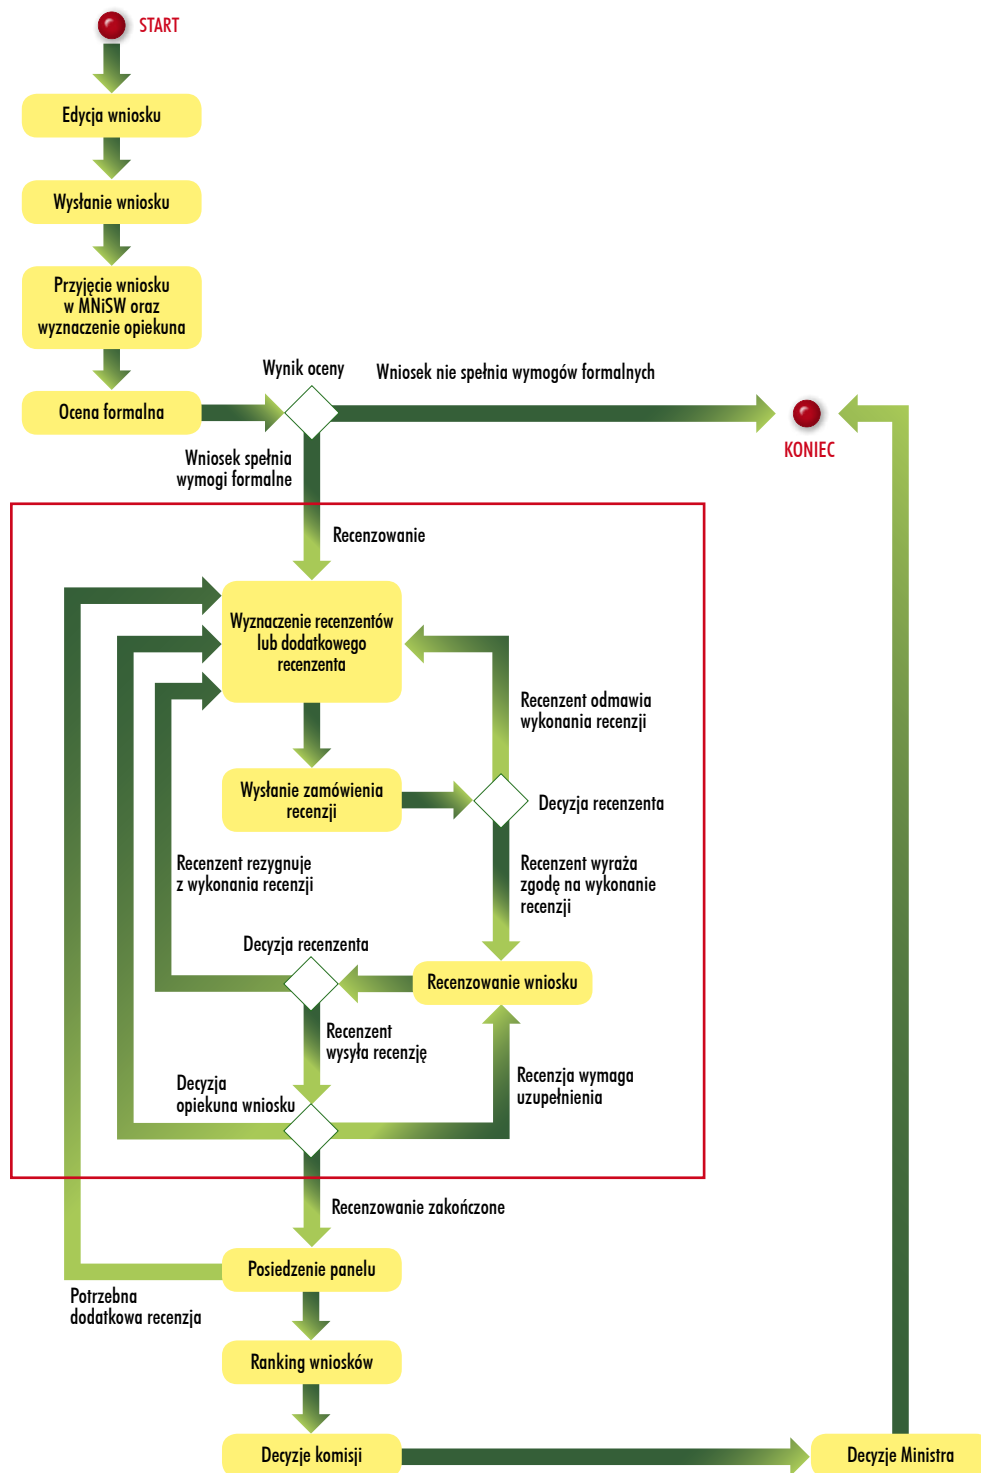 START
Edycja wniosku
Wysłanie wniosku
Przyjęcie wniosku
w MNiSW oraz
wyznaczenie opiekuna
Ocena formalna
Wynik oceny
Wniosek nie spełnia wymogów formalnych
KONIEC
Wniosek spełnia
wymogi formalne
Recenzowanie
Wyznaczenie recenzentów
lub dodatkowego
recenzenta
Recenzent odmawia
wykonania recenzji
Wysłanie zamówienia
recenzji
Decyzja recenzenta
Recenzent rezygnuje
z wykonania recenzji
Recenzent wyraża
zgodę na wykonanie
recenzji
Decyzja recenzenta
Recenzowanie wniosku
Recenzent
wysyła recenzję
Recenzja wymaga
uzupełnienia
Decyzja
opiekuna wniosku
Recenzowanie zakończone
Posiedzenie panelu
Potrzebna
dodatkowa recenzja
Ranking wniosków
Decyzje komisji
Decyzje Ministra